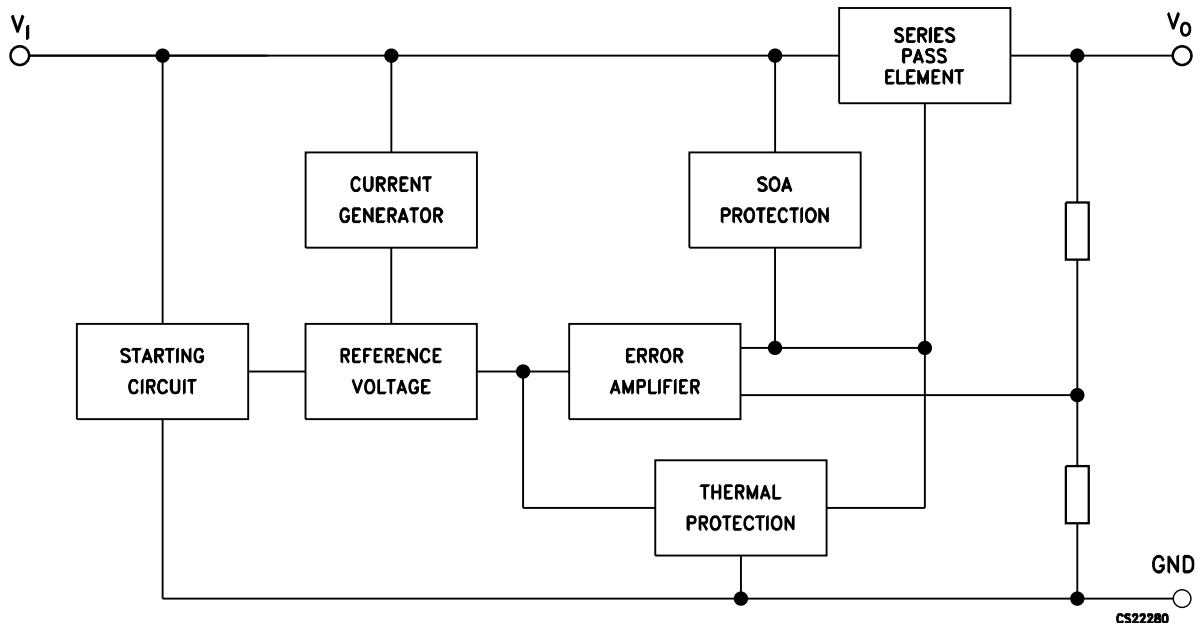 VI
VO
SERIES
PASS
ELEMENT
CURRENT
GENERATOR
SOA
PROTECTION
STARTING
CIRCUIT
REFERENCE
VOLTAGE
ERROR
AMPLIFIER
THERMAL
PROTECTION
GND
CS22280